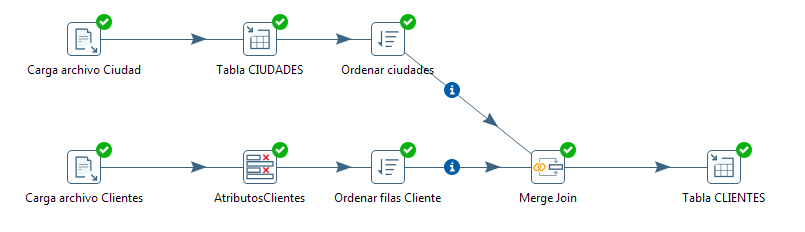 Carga archivo Ciudad
Tabla CIUDADES
Ordenar ciudades
Carga archivo Clientes
AtributosClientes
Ordenar filas Cliente
Merge Join
Tabla CLIENTES